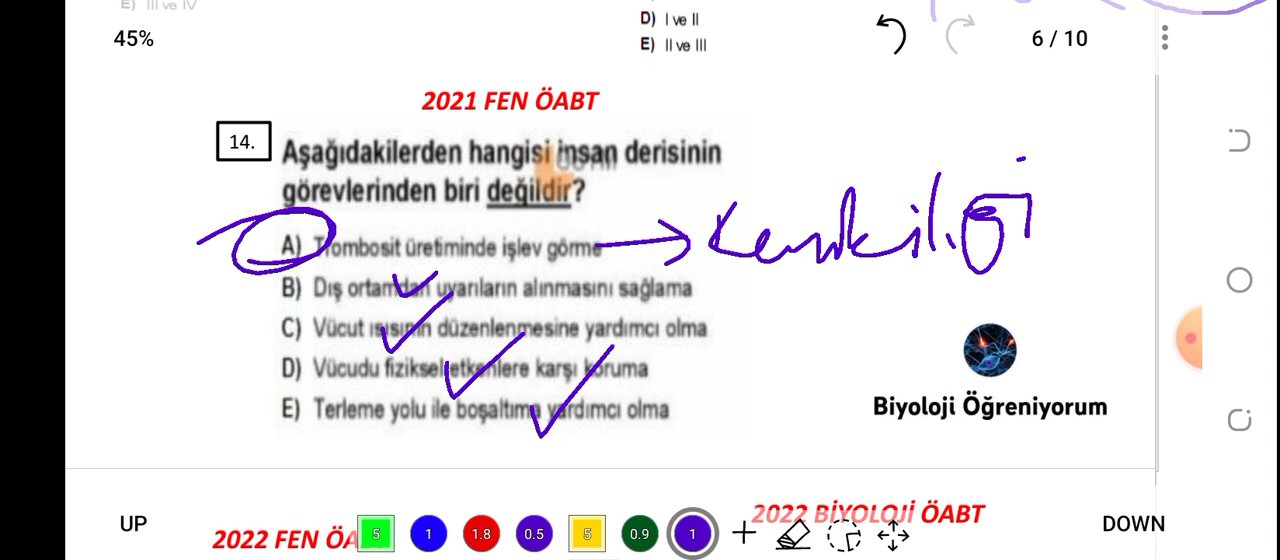 E) III ve IV
D) I ve II
E) II ve III
45%
6 / 10
2021 FEN ÖABT
14.
Aşağıdakilerden hangisi insan derisinin
görevlerinden biri değildir?
A) Trombosit üretiminde işlev görme
kemik iliği
B) Dış ortamdan uyarıların alınmasını sağlama
C) Vücut ısısının düzenlenmesine yardımcı olma
D) Vücudu fiziksel etkenlere karşı koruma
E) Terleme yolu ile boşaltıma yardımcı olma
Biyoloji Öğreniyorum
UP
2022 FEN ÖA
5
1
1.8
0.5
5
0.9
1
2022 BİYOLOJİ ÖABT
DOWN